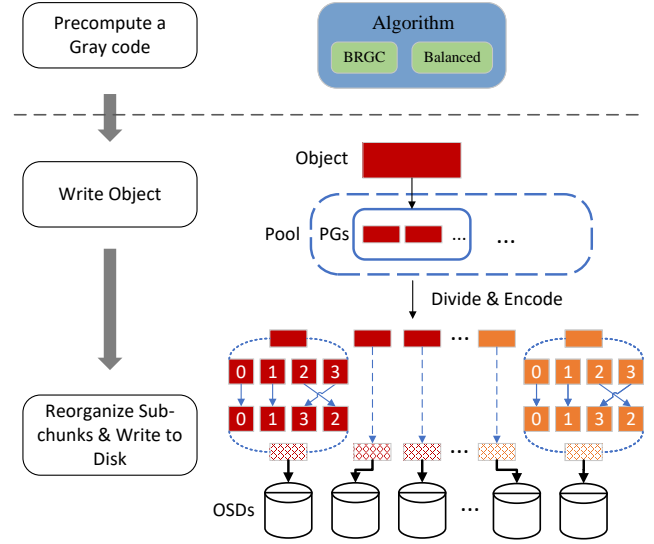 Precompute a
Gray code
Algorithm
BRGC Balanced
Write Object
Object
Pool PGs ... ...
Divide & Encode
...
0 1 2 3 0 1 2 3
0 1 3 2 0 1 3 2
Reorganize Sub-
chunks & Write to
Disk
...
OSDs ...